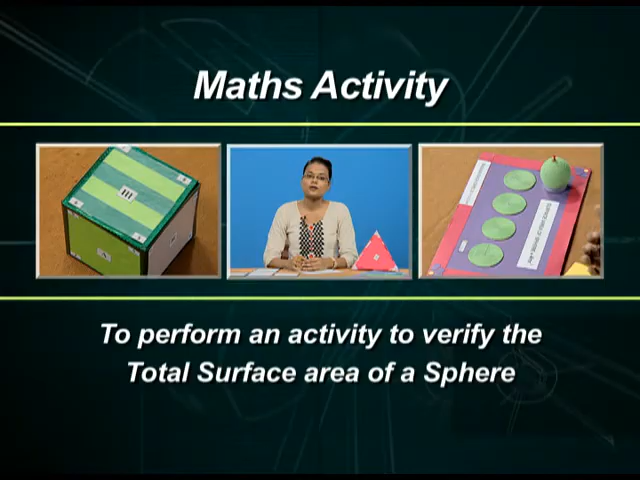 Maths Activity
To perform an activity to verify the
Total Surface area of a Sphere